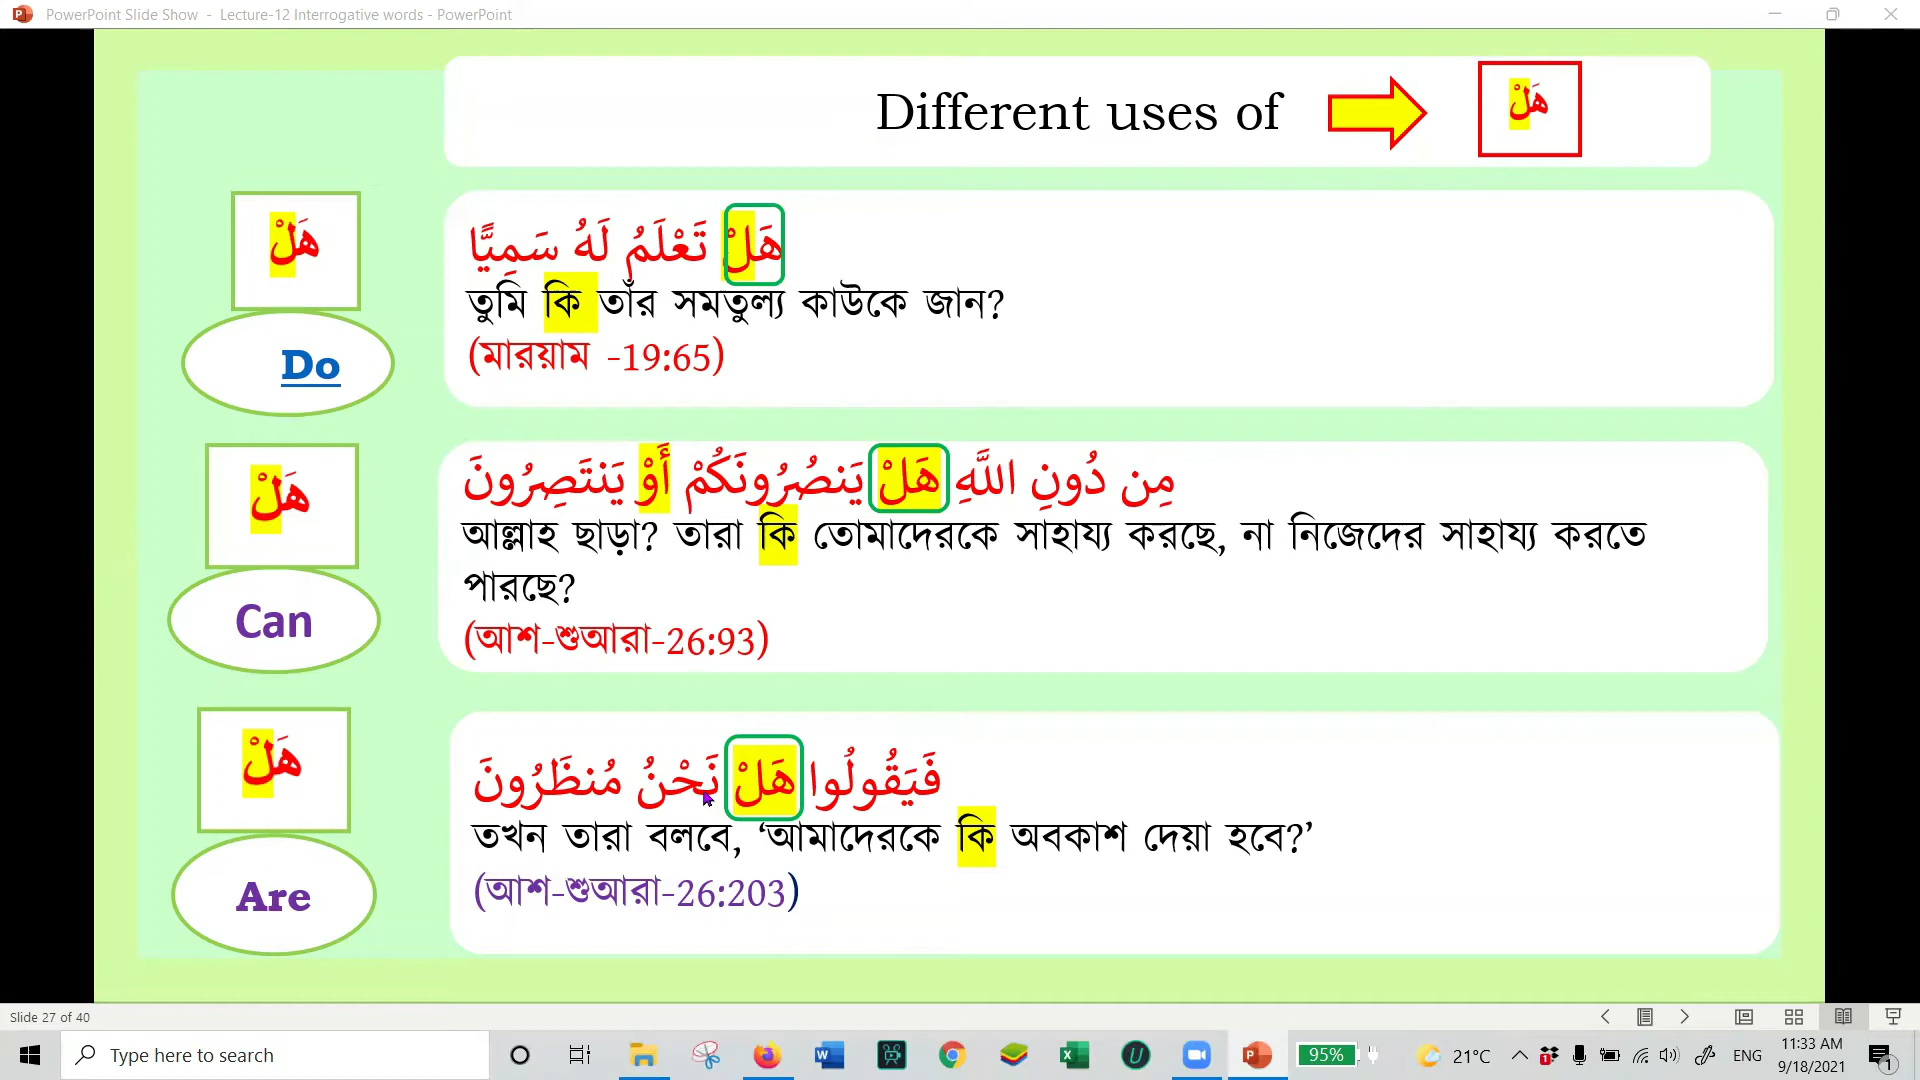 PowerPoint Slide Show - Lecture-12 Interrogative words - PowerPoint
Different uses of هَلْ
هَلْ
Do
هَلْ تَعْلَمُ لَهُ سَمِيًّا
তুমি কি তাঁর সমতুল্য কাউকে জান?
(মারয়াম -19:65)
هَلْ
Can
مِن دُونِ اللَّهِ هَلْ يَنصُرُونَكُمْ أَوْ يَنتَصِرُونَ
আল্লাহ ছাড়া? তারা কি তোমাদেরকে সাহায্য করছে, না নিজেদের সাহায্য করতে
পারছে?
(আশ-শুআরা-26:93)
هَلْ
Are
فَيَقُولُوا هَلْ نَحْنُ مُنظَرُونَ
তখন তারা বলবে, ‘আমাদেরকে কি অবকাশ দেয়া হবে?’
(আশ-শুআরা-26:203)
Slide 27 of 40
Type here to search
95%
21°C
ENG
11:33 AM
9/18/2021
1
1